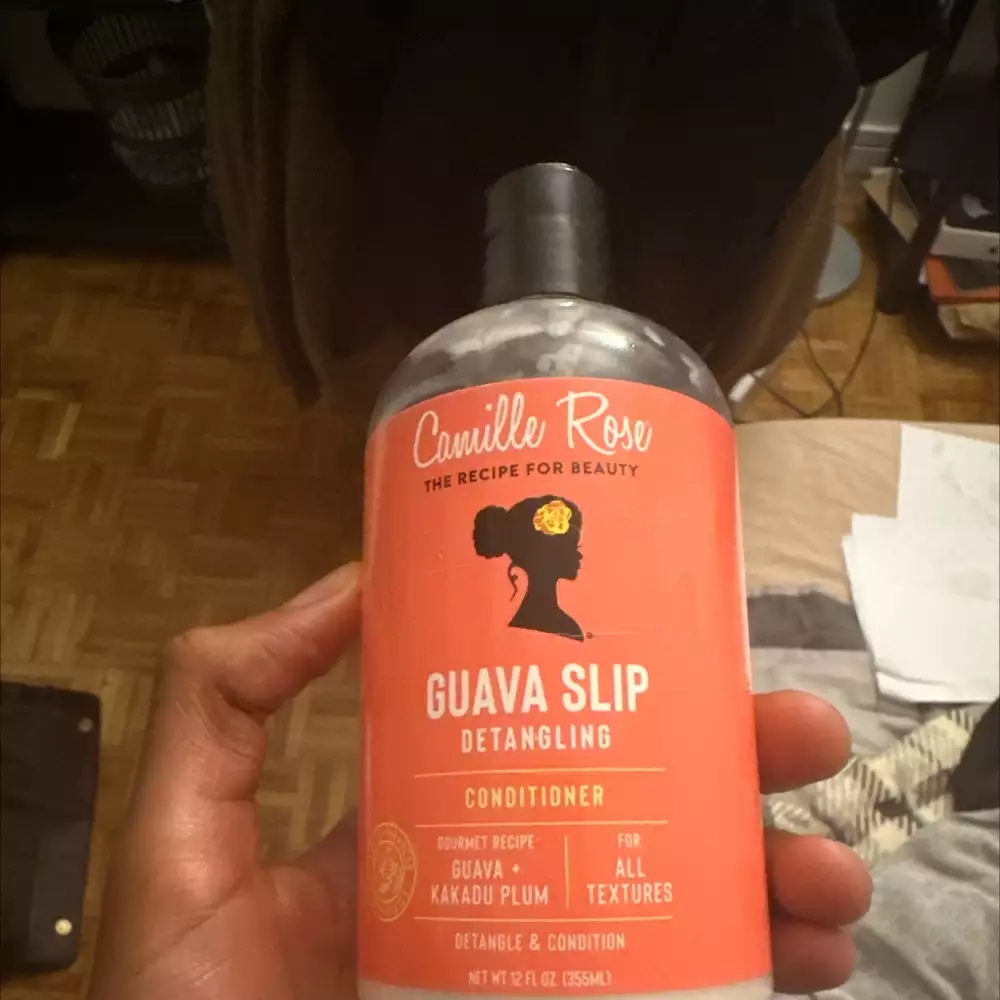 Camille Rose
THE RECIPE FOR BEAUTY
GUAVA SLIP
DETANGLING
CONDITIONER
GOURMET RECIPE
GUAVA +
KAKADU PLUM
FOR
ALL
TEXTURES
DETANGLE & CONDITION
NET WT 12 FL OZ. (355ML)